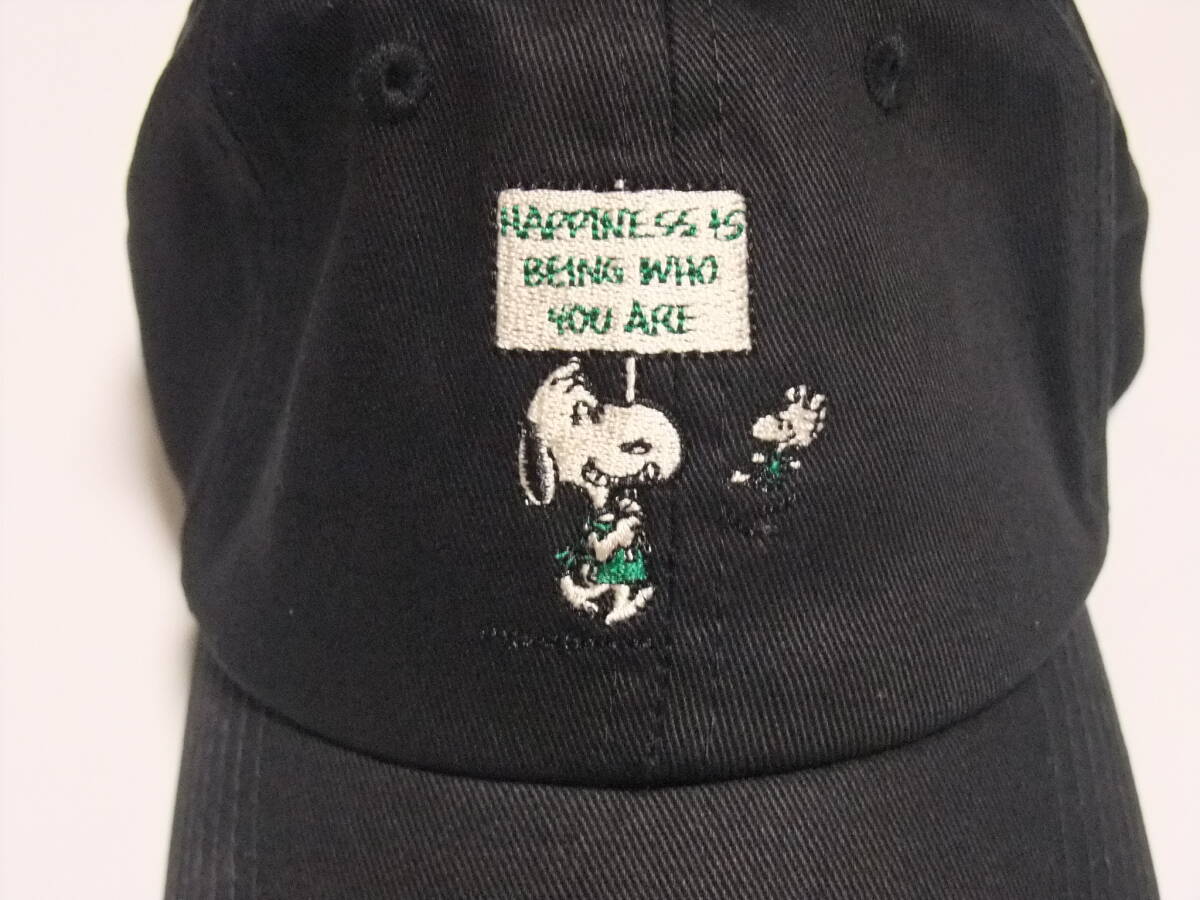 HAPPINESS IS
BEING WHO
YOU ARE